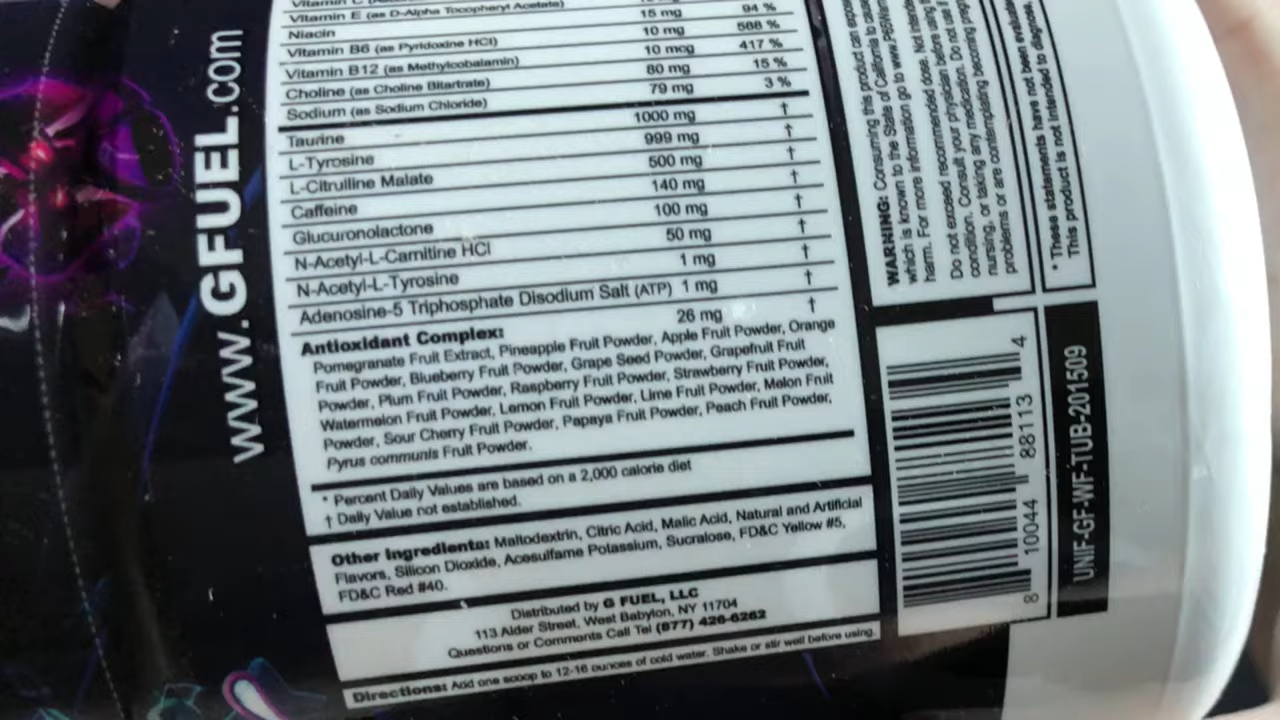 www.GFUEL.com
Vitamin C
Vitamin E (as D-Alpha Tocopheryl Acetate)
Niacin 15 mg 94 %
Vitamin B6 (as Pyridoxine HCl) 10 mg 588 %
Vitamin B12 (as Methylcobalamin) 10 mcg 417 %
Choline (as Choline Bitartrate) 80 mg 15 %
Sodium (as Sodium Chloride) 79 mg 3 %
Taurine 1000 mg †
L-Tyrosine 999 mg †
L-Citrulline Malate 500 mg †
Caffeine 140 mg †
Glucuronolactone 100 mg †
N-Acetyl-L-Carnitine HCl 50 mg †
N-Acetyl-L-Tyrosine 1 mg †
Adenosine-5 Triphosphate Disodium Salt (ATP) 1 mg †
Antioxidant Complex: 26 mg †
Pomegranate Fruit Extract, Pineapple Fruit Powder, Apple Fruit Powder, Orange
Fruit Powder, Blueberry Fruit Powder, Grape Seed Powder, Grapefruit Fruit
Powder, Plum Fruit Powder, Raspberry Fruit Powder, Strawberry Fruit Powder,
Watermelon Fruit Powder, Lemon Fruit Powder, Lime Fruit Powder, Melon Fruit
Powder, Sour Cherry Fruit Powder, Papaya Fruit Powder, Peach Fruit Powder,
Pyrus communis Fruit Powder.
* Percent Daily Values are based on a 2,000 calorie diet
† Daily Value not established.
Other Ingredients: Maltodextrin, Citric Acid, Malic Acid, Natural and Artificial
Flavors, Silicon Dioxide, Acesulfame Potassium, Sucralose, FD&C Yellow #5,
FD&C Red #40.
Distributed by G FUEL, LLC
113 Alder Street, West Babylon, NY 11704
Questions or Comments Call Tel (877) 426-6262
Directions: Add one scoop to 12-16 ounces of cold water. Shake or stir well before using.
WARNING: Consuming this product can
which is known to the State of California to
harm. For more information go to
Do not exceed recommended dose. Not
condition. Consult your physician before using
nursing, or taking any medication. Do not use if
problems or are contemplating becoming
* These statements have not been
This product is not intended to diagnose,
8 10044 88113 4
UNIF-GF-WF-TUB-201509